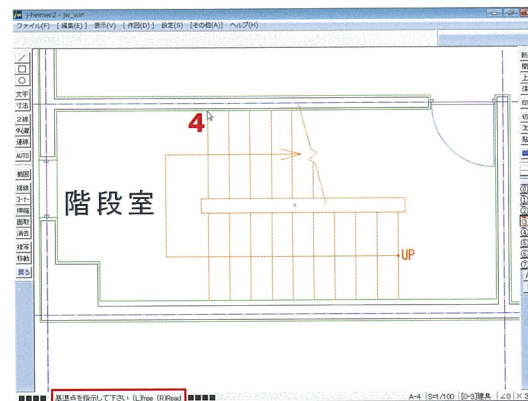 j-heimen2 - jw_win
ファイル(F) [編集(E)] 表示(V) [作図(D)] 設定(S) [その他(A)] ヘルプ(H)
文字
寸法
2線
中心線
連線
AUTO
範囲
複線
コーナー
伸縮
面取
消去
複写
移動
戻る
4
階段室
UP
基準点を指示して下さい (L)free (R)Read
A-4 S=1/100 [0-3]建具 ∠0